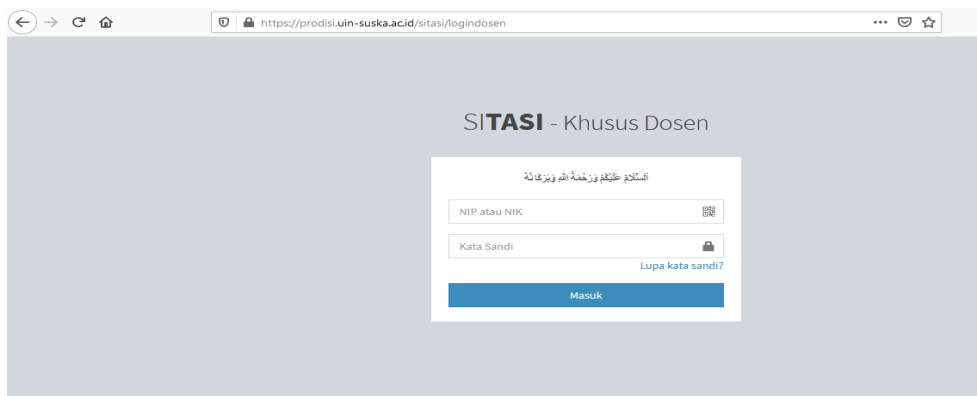 https://prodisi.uin-suska.ac.id/sitasi/logindosen
SITASI - Khusus Dosen
اَلسَّلَامُ عَلَيْكُمْ وَرَحْمَةُ اللهِ وَبَرَكَاتُهُ
NIP atau NIK
Kata Sandi
Lupa kata sandi?
Masuk